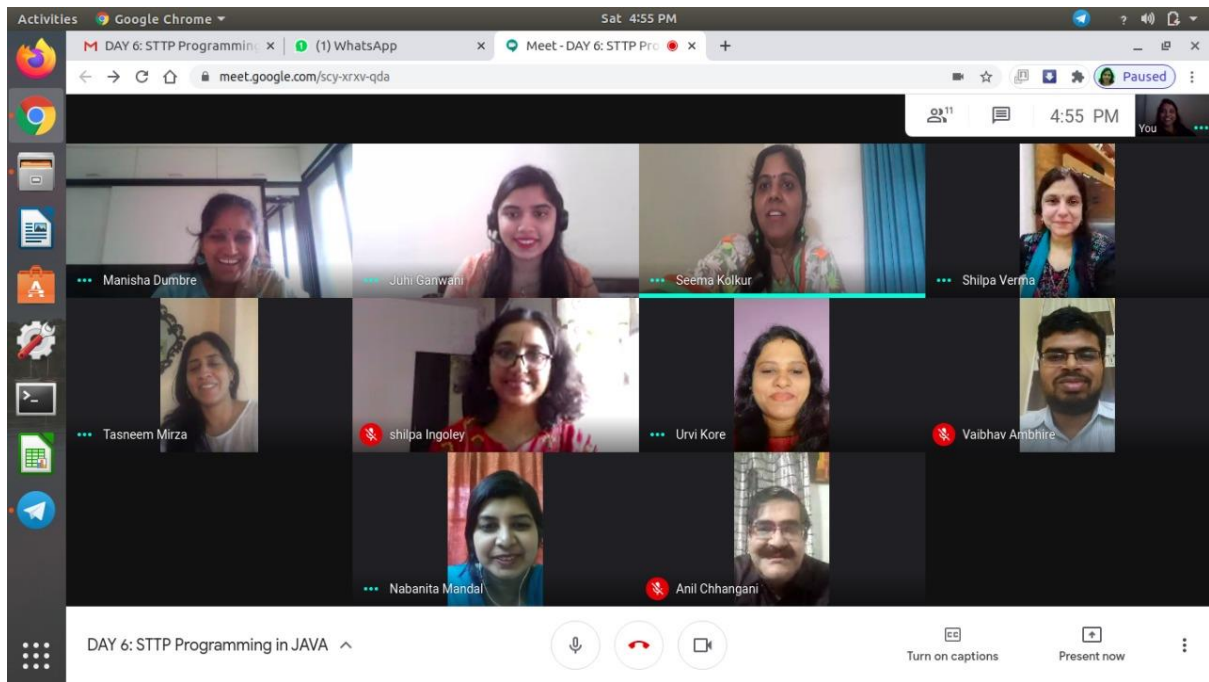 Activities Google Chrome Sat 4:55 PM ?
DAY 6: STTP Programming × (1) WhatsApp × Meet - DAY 6: STTP Pro × +
meet.google.com/scy-xrxv-qda Paused
11 4:55 PM You
Manisha Dumbre Juhi Ganwani Seema Kolkur Shilpa Verma
Tasneem Mirza shilpa Ingoley Urvi Kore Vaibhav Ambhire
Nabanita Mandal Anil Chhangani
DAY 6: STTP Programming in JAVA Turn on captions Present now